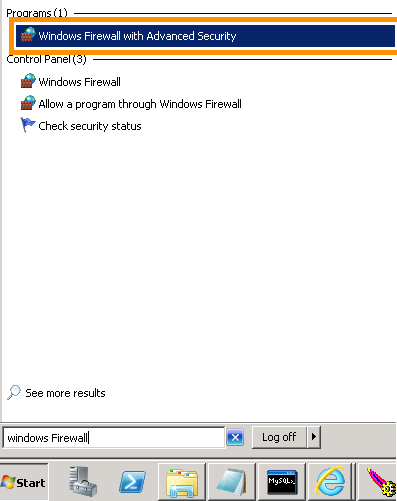 Programs (1)
Windows Firewall with Advanced Security
Control Panel (3)
Windows Firewall
Allow a program through Windows Firewall
Check security status
See more results
windows Firewall
Log off
Start
MySQL